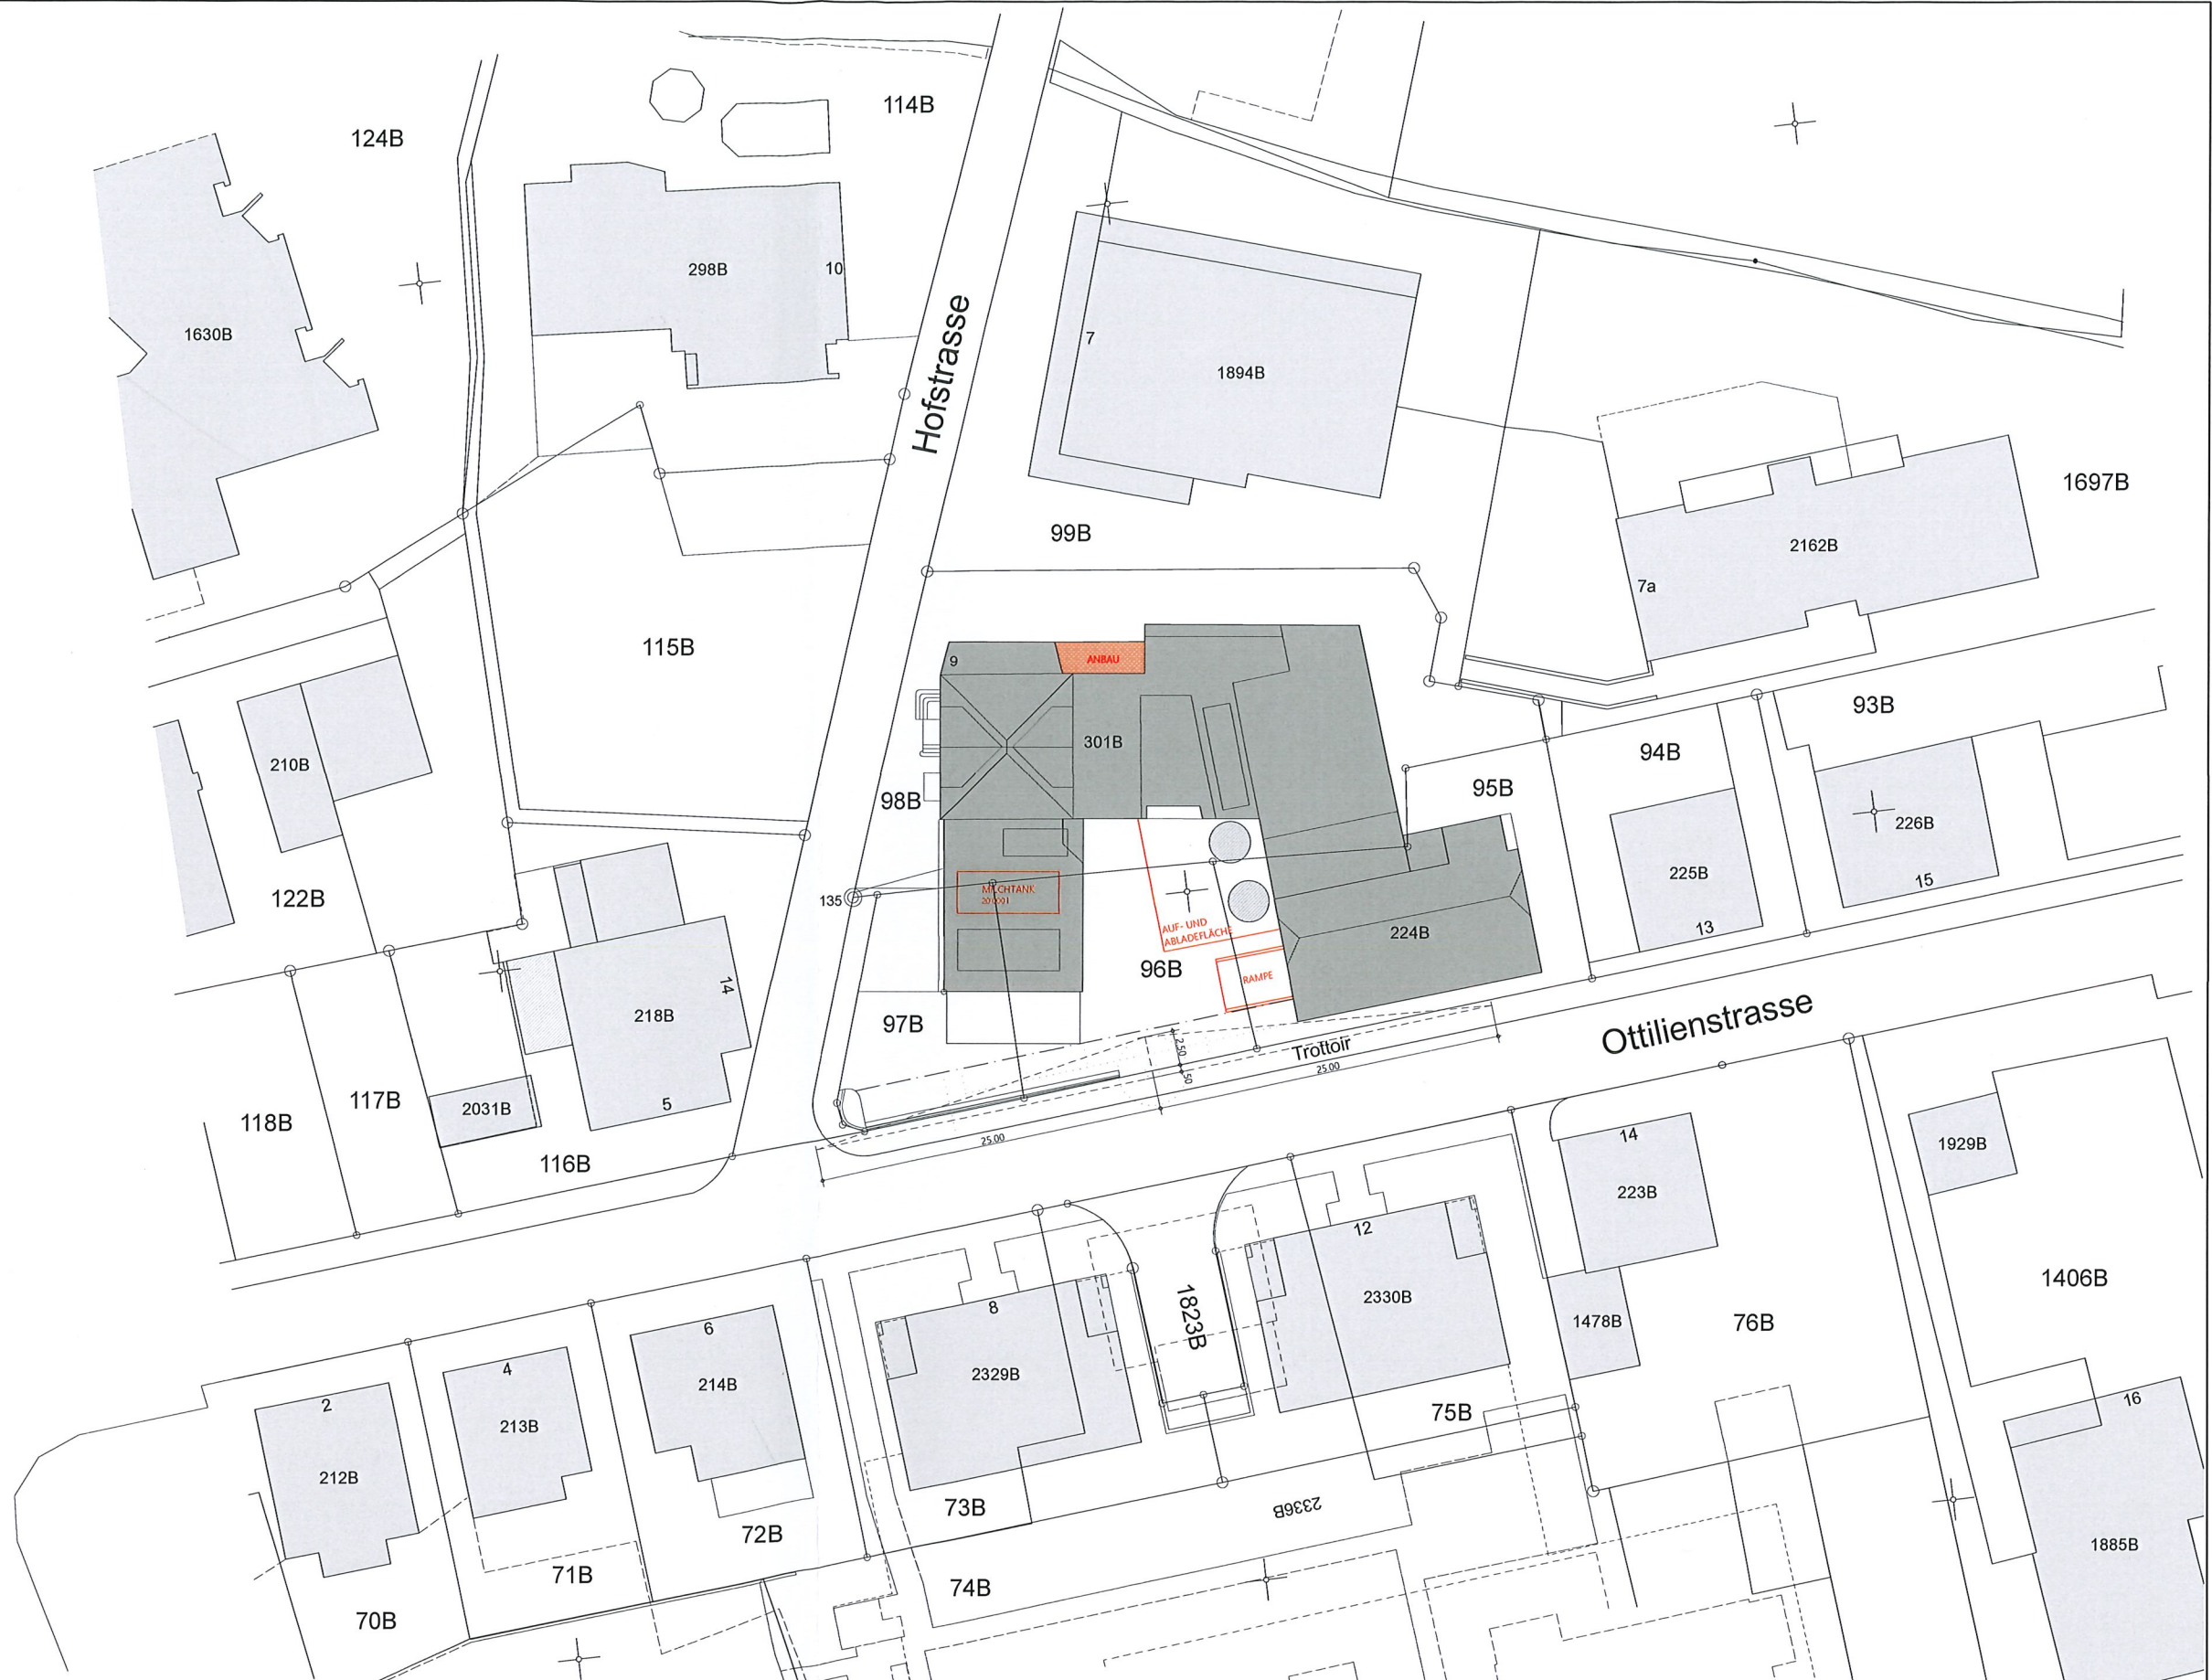 114B
124B
298B
10
1630B
Hofstrasse
7
1894B
1697B
99B
2162B
7a
115B
9
ANBAU
301B
93B
94B
210B
98B
95B
226B
225B
15
13
122B
135
MILCHTANK
20'000 l
AUF- UND
ABLADEFLÄCHE
224B
96B
RAMPE
14
218B
97B
Ottilienstrasse
Trottoir
2.50
.50
25.00
25.00
117B
118B
2031B
5
116B
14
1929B
223B
12
1406B
1823B
2330B
8
1478B
76B
6
2329B
4
214B
2
213B
75B
16
212B
73B
2336B
72B
1885B
71B
74B
70B